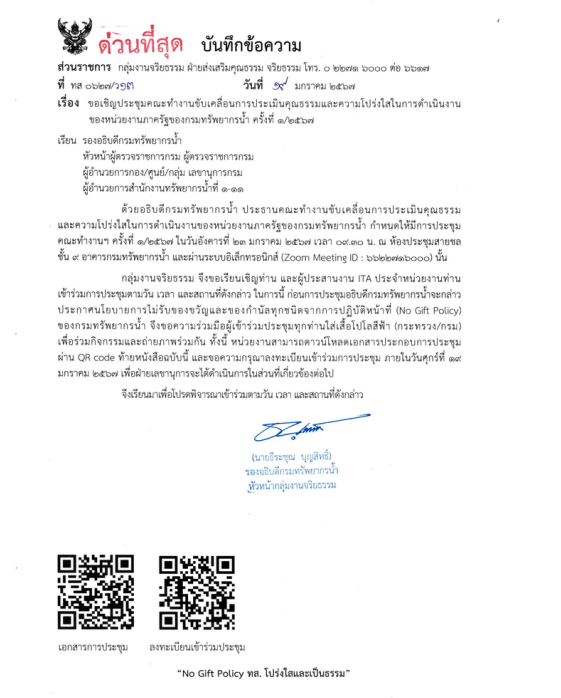 ด่วนที่สุด บันทึกข้อความ
ส่วนราชการ กลุ่มงานจริยธรรม ฝ่ายส่งเสริมคุณธรรม จริยธรรม โทร. ๐ ๒๒๗๑ ๖๐๐๐ ต่อ ๖๖๑๗
ที่ ทส ๐๖๒๗/ว๑๓ วันที่ ๑๙ มกราคม ๒๕๖๗
เรื่อง ขอเชิญประชุมคณะทำงานขับเคลื่อนการประเมินคุณธรรมและความโปร่งใสในการดำเนินงาน
ของหน่วยงานภาครัฐของกรมทรัพยากรน้ำ ครั้งที่ ๑/๒๕๖๗
เรียน รองอธิบดีกรมทรัพยากรน้ำ
หัวหน้าผู้ตรวจราชการกรม ผู้ตรวจราชการกรม
ผู้อำนวยการกอง/ศูนย์/กลุ่ม เลขานุการกรม
ผู้อำนวยการสำนักงานทรัพยากรน้ำที่ ๑-๑๑
ด้วยอธิบดีกรมทรัพยากรน้ำ ประธานคณะทำงานขับเคลื่อนการประเมินคุณธรรม
และความโปร่งใสในการดำเนินงานของหน่วยงานภาครัฐของกรมทรัพยากรน้ำ กำหนดให้มีการประชุม
คณะทำงานฯ ครั้งที่ ๑/๒๕๖๗ ในวันอังคารที่ ๒๓ มกราคม ๒๕๖๗ เวลา ๐๙.๓๐ น. ณ ห้องประชุมสายชล
ชั้น ๙ อาคารกรมทรัพยากรน้ำ และผ่านระบบอิเล็กทรอนิกส์ (Zoom Meeting ID : ๖๒๒๗๑๖๐๐๐) นั้น
กลุ่มงานจริยธรรม จึงขอเรียนเชิญท่าน และผู้ประสานงาน ITA ประจำหน่วยงานท่าน
เข้าร่วมการประชุมตามวัน เวลา และสถานที่ดังกล่าว ในการนี้ ก่อนการประชุมอธิบดีกรมทรัพยากรน้ำจะกล่าว
ประกาศนโยบายการไม่รับของขวัญและของกำนัลทุกชนิดจากการปฏิบัติหน้าที่ (No Gift Policy)
ของกรมทรัพยากรน้ำ จึงขอความร่วมมือผู้เข้าร่วมประชุมทุกท่านใส่เสื้อโปโลสีฟ้า (กระทรวง/กรม)
เพื่อร่วมกิจกรรมและถ่ายภาพร่วมกัน ทั้งนี้ หน่วยงานสามารถดาวน์โหลดเอกสารประกอบการประชุม
ผ่าน QR code ท้ายหนังสือฉบับนี้ และขอความกรุณาลงทะเบียนเข้าร่วมการประชุม ภายในวันศุกร์ที่ ๑๙
มกราคม ๒๕๖๗ เพื่อฝ่ายเลขานุการจะได้ดำเนินการในส่วนที่เกี่ยวข้องต่อไป
จึงเรียนมาเพื่อโปรดพิจารณาเข้าร่วมตามวัน เวลา และสถานที่ดังกล่าว
(นายธีระชุณ บุญสิทธิ์)
รองอธิบดีกรมทรัพยากรน้ำ
หัวหน้ากลุ่มงานจริยธรรม
เอกสารการประชุม ลงทะเบียนเข้าร่วมประชุม
“No Gift Policy ทส. โปร่งใสและเป็นธรรม”